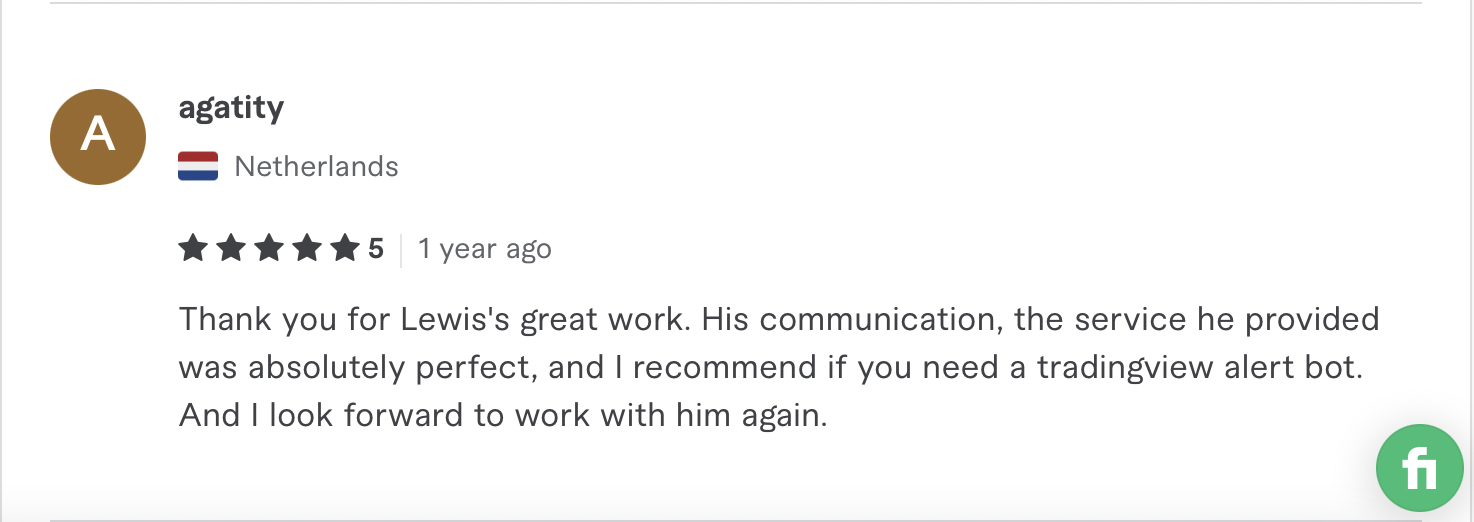 A
agatity
Netherlands
5 1 year ago
Thank you for Lewis's great work. His communication, the service he provided
was absolutely perfect, and I recommend if you need a tradingview alert bot.
And I look forward to work with him again.
fi